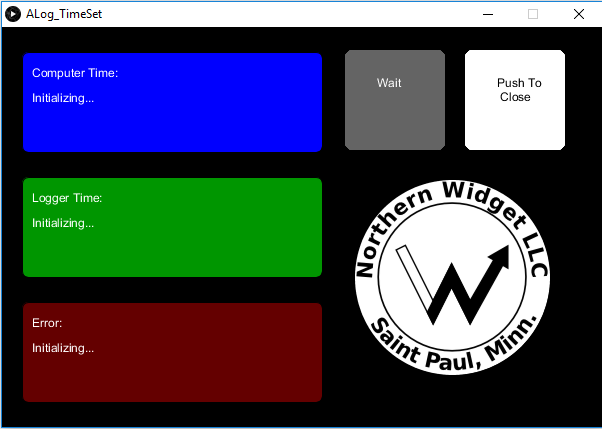 ALog_TimeSet
Computer Time:
Initializing...
Wait
Push To
Close
Logger Time:
Initializing...
Northern Widget LLC
Saint Paul, Minn.
Error:
Initializing...